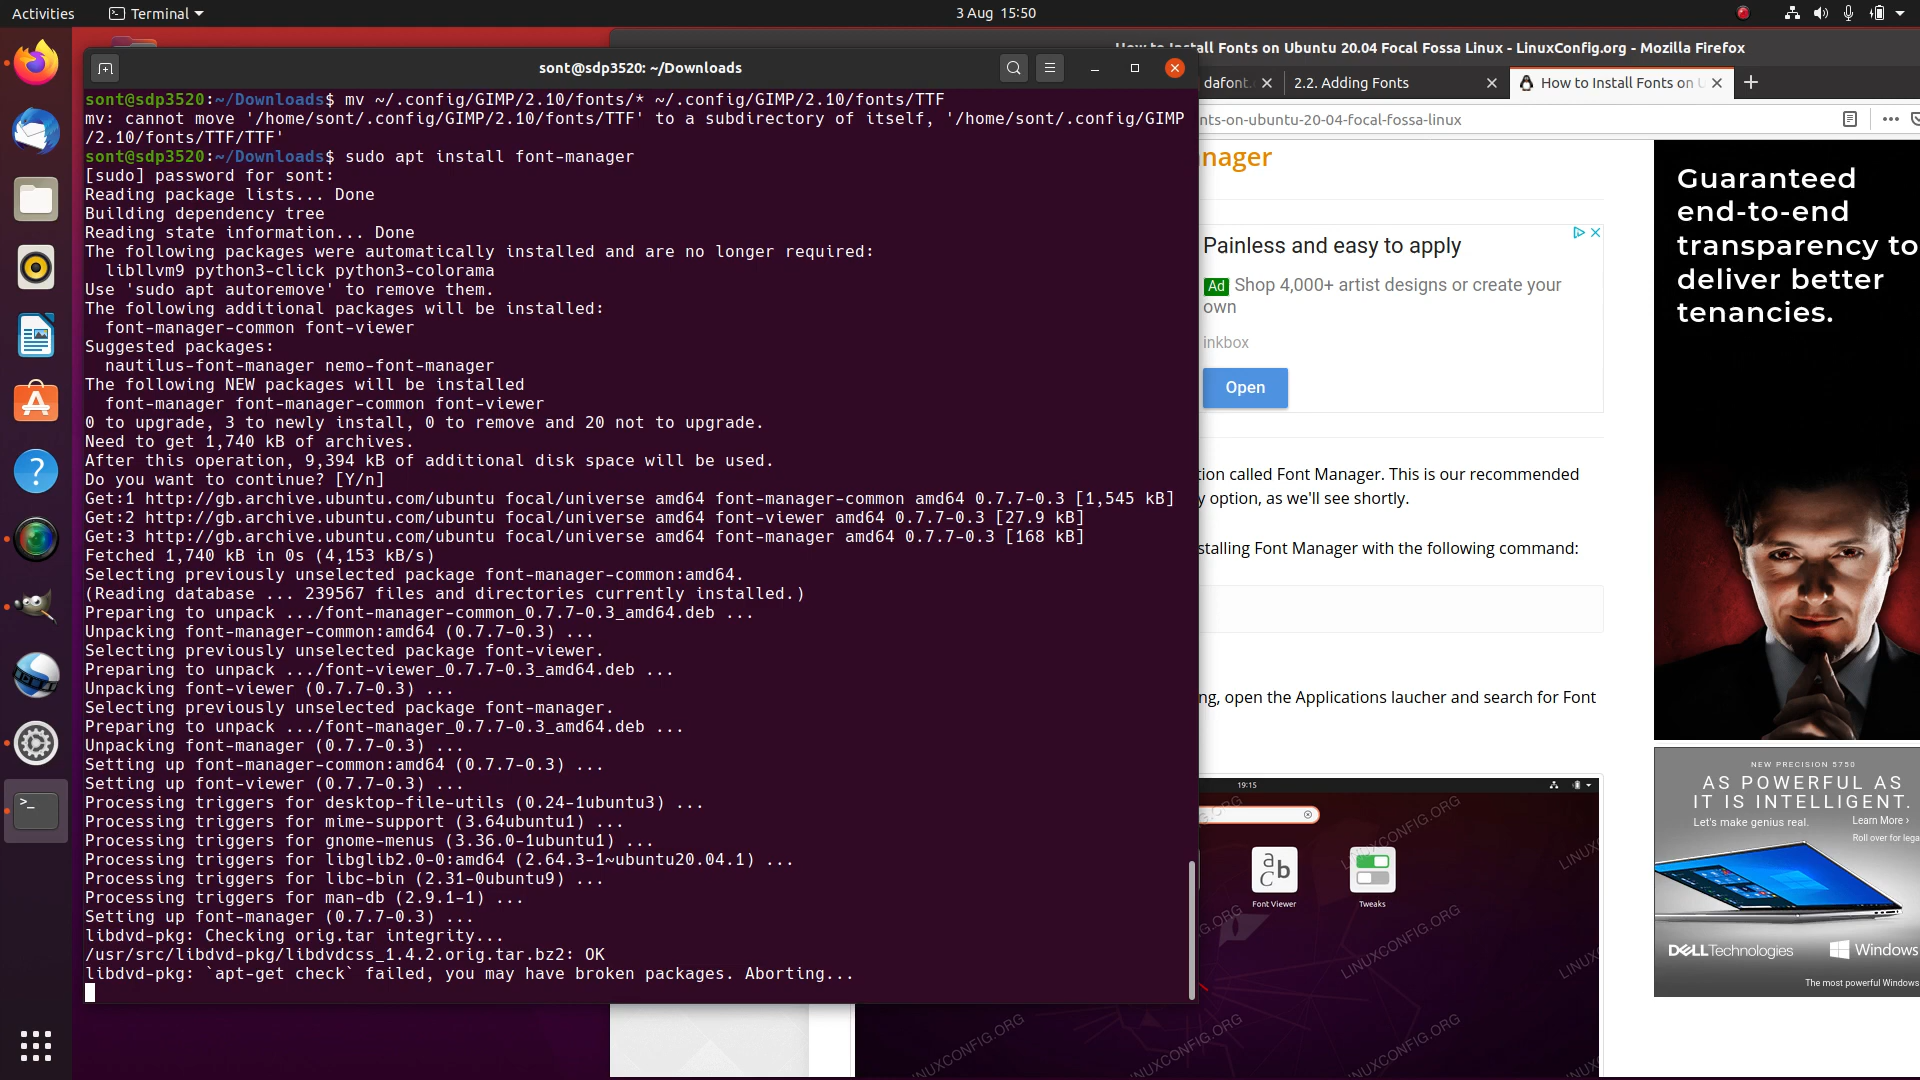 Activities
Terminal
3 Aug 15:50
sont@sdp3520: ~/Downloads
sont@sdp3520:~/Downloads$ mv ~/.config/GIMP/2.10/fonts/* ~/.config/GIMP/2.10/fonts/TTF
mv: cannot move '/home/sont/.config/GIMP/2.10/fonts/TTF' to a subdirectory of itself, '/home/sont/.config/GIMP
/2.10/fonts/TTF/TTF'
sont@sdp3520:~/Downloads$ sudo apt install font-manager
[sudo] password for sont:
Reading package lists... Done
Building dependency tree
Reading state information... Done
The following packages were automatically installed and are no longer required:
libllvm9 python3-click python3-colorama
Use 'sudo apt autoremove' to remove them.
The following additional packages will be installed:
font-manager-common font-viewer
Suggested packages:
nautilus-font-manager nemo-font-manager
The following NEW packages will be installed
font-manager font-manager-common font-viewer
0 to upgrade, 3 to newly install, 0 to remove and 20 not to upgrade.
Need to get 1,740 kB of archives.
After this operation, 9,394 kB of additional disk space will be used.
Do you want to continue? [Y/n]
Get:1 http://gb.archive.ubuntu.com/ubuntu focal/universe amd64 font-manager-common amd64 0.7.7-0.3 [1,545 kB]
Get:2 http://gb.archive.ubuntu.com/ubuntu focal/universe amd64 font-viewer amd64 0.7.7-0.3 [27.9 kB]
Get:3 http://gb.archive.ubuntu.com/ubuntu focal/universe amd64 font-manager amd64 0.7.7-0.3 [168 kB]
Fetched 1,740 kB in 0s (4,153 kB/s)
Selecting previously unselected package font-manager-common:amd64.
(Reading database ... 239567 files and directories currently installed.)
Preparing to unpack .../font-manager-common_0.7.7-0.3_amd64.deb ...
Unpacking font-manager-common:amd64 (0.7.7-0.3) ...
Selecting previously unselected package font-viewer.
Preparing to unpack .../font-viewer_0.7.7-0.3_amd64.deb ...
Unpacking font-viewer (0.7.7-0.3) ...
Selecting previously unselected package font-manager.
Preparing to unpack .../font-manager_0.7.7-0.3_amd64.deb ...
Unpacking font-manager (0.7.7-0.3) ...
Setting up font-manager-common:amd64 (0.7.7-0.3) ...
Setting up font-viewer (0.7.7-0.3) ...
Processing triggers for desktop-file-utils (0.24-1ubuntu3) ...
Processing triggers for mime-support (3.64ubuntu1) ...
Processing triggers for gnome-menus (3.36.0-1ubuntu1) ...
Processing triggers for libglib2.0-0:amd64 (2.64.3-1~ubuntu20.04.1) ...
Processing triggers for libc-bin (2.31-0ubuntu9) ...
Processing triggers for man-db (2.9.1-1) ...
Setting up font-manager (0.7.7-0.3) ...
libdvd-pkg: Checking orig.tar integrity...
/usr/src/libdvd-pkg/libdvdcss_1.4.2.orig.tar.bz2: OK
libdvd-pkg: `apt-get check` failed, you may have broken packages. Aborting...
How to Install Fonts on Ubuntu 20.04 Focal Fossa Linux - LinuxConfig.org - Mozilla Firefox
dafont.
2.2. Adding Fonts
How to Install Fonts on U
nts-on-ubuntu-20-04-focal-fossa-linux
nager
Painless and easy to apply
Ad Shop 4,000+ artist designs or create your
own
inkbox
Open
tion called Font Manager. This is our recommended
y option, as we'll see shortly.
stalling Font Manager with the following command:
ng, open the Applications laucher and search for Font
19:15
Font Viewer
Tweaks
LINUXCONFIG.ORG
LINUXCONFIG.ORG
LINUXCONFIG.ORG
LINUXCONFIG.ORG
Guaranteed
end-to-end
transparency to
deliver better
tenancies.
NEW PRECISION 5750
AS POWERFUL AS
IT IS INTELLIGENT.
Let's make genius real.
Learn More ›
Roll over for lega
DELL Technologies
Windows
The most powerful Windows